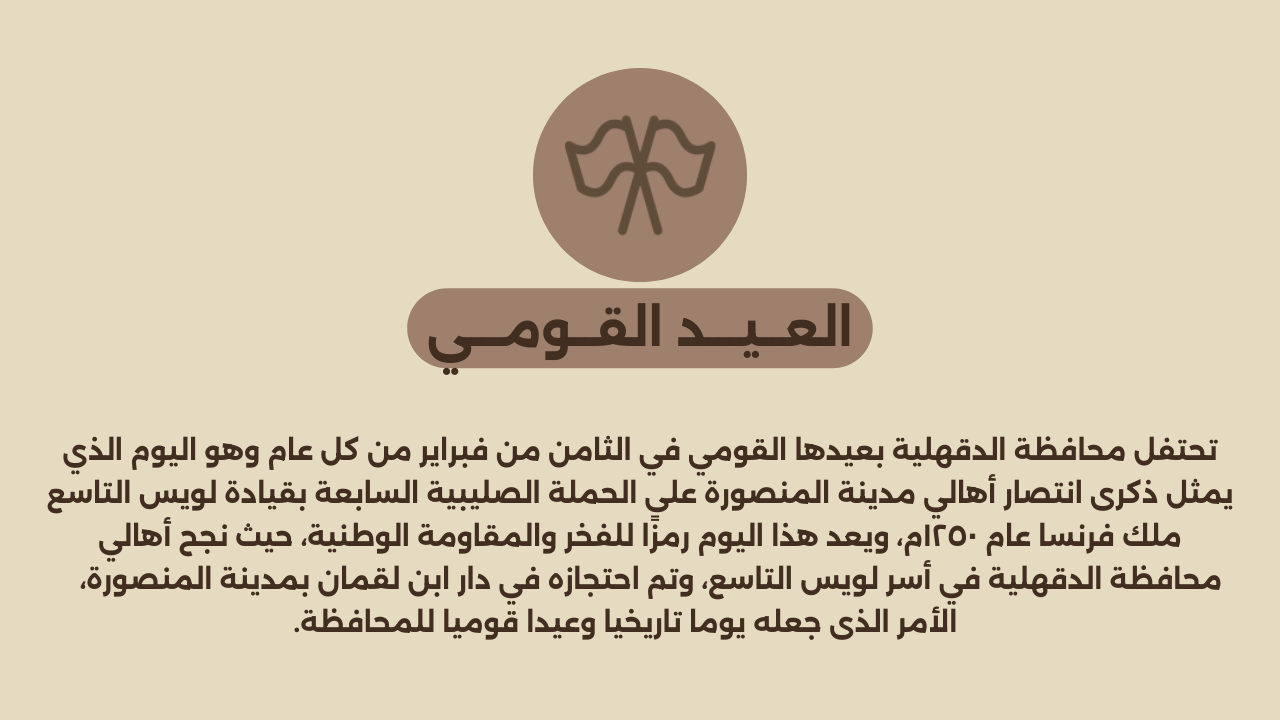 العيـــد القــومــي
تحتفل محافظة الدقهلية بعيدها القومي في الثامن من فبراير من كل عام وهو اليوم الذي
يمثل ذكرى انتصار أهالي مدينة المنصورة على الحملة الصليبية السابعة بقيادة لويس التاسع
ملك فرنسا عام ١٢٥٠م، ويعد هذا اليوم رمزًا للفخر والمقاومة الوطنية، حيث نجح أهالي
محافظة الدقهلية في أسر لويس التاسع، وتم احتجازه في دار ابن لقمان بمدينة المنصورة،
الأمر الذى جعله يوما تاريخيا وعيدا قوميا للمحافظة.